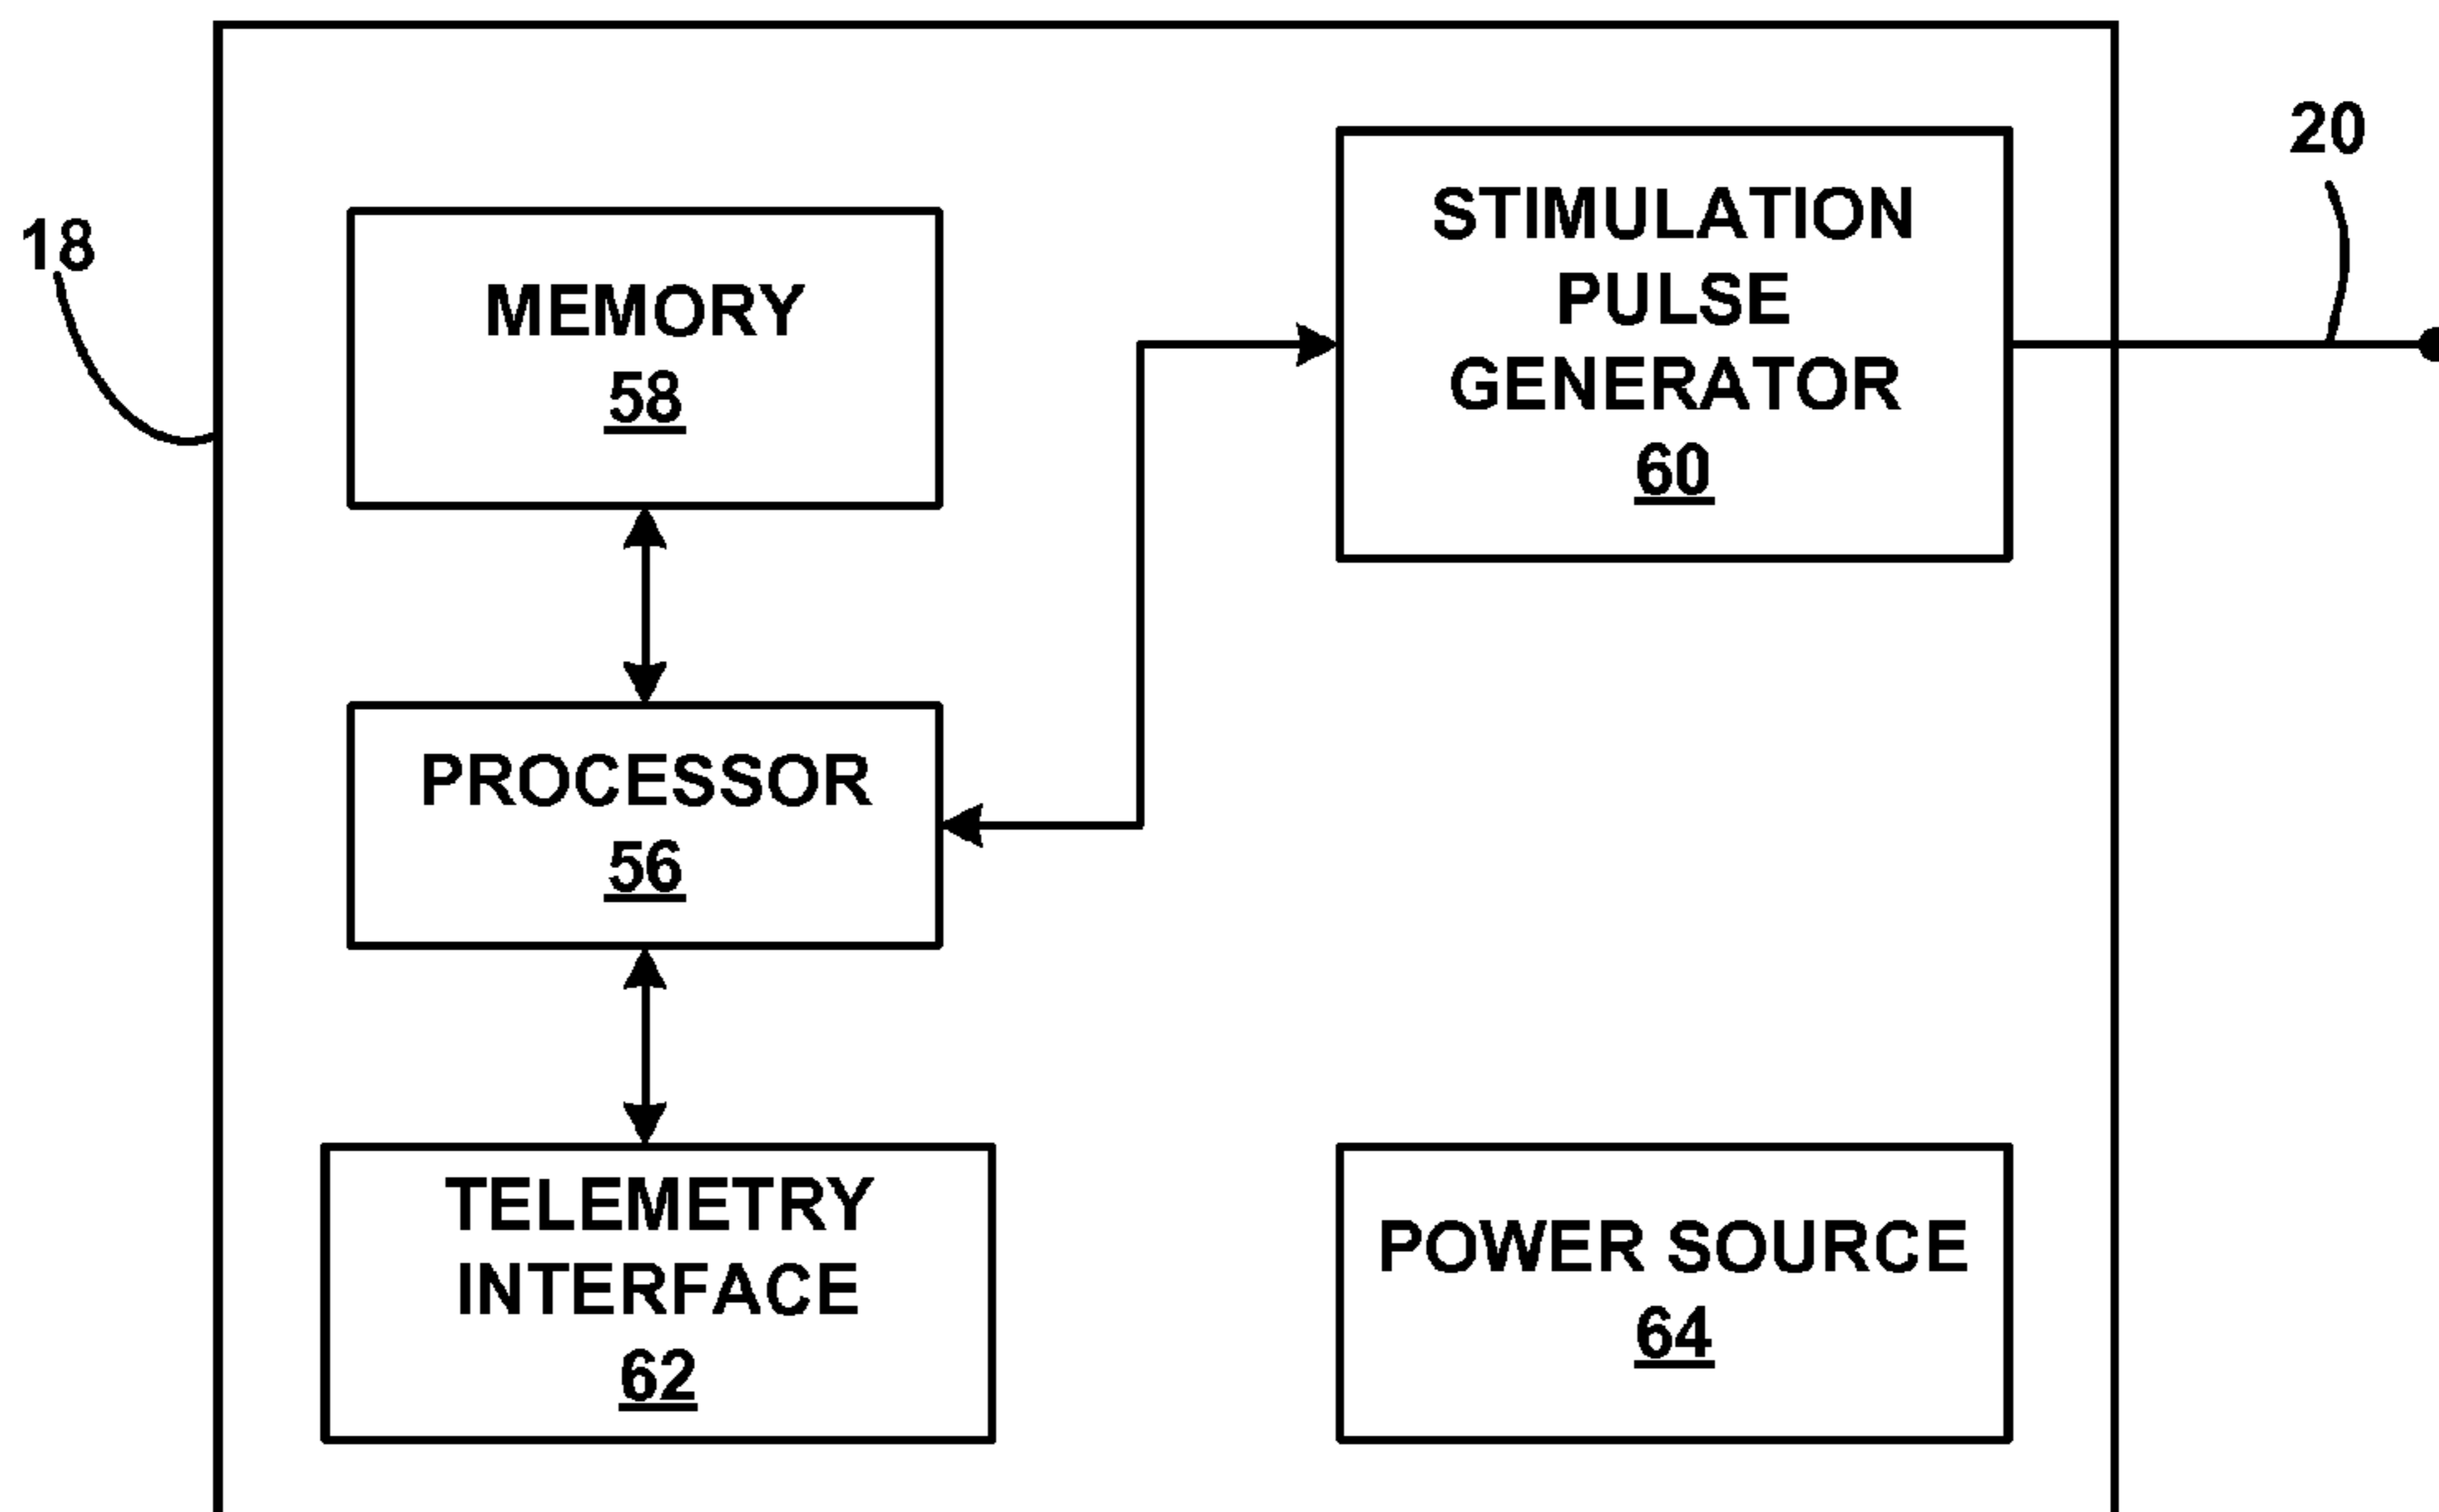 18
20
MEMORY
58
STIMULATION
PULSE
GENERATOR
60
PROCESSOR
56
TELEMETRY
INTERFACE
62
POWER SOURCE
64